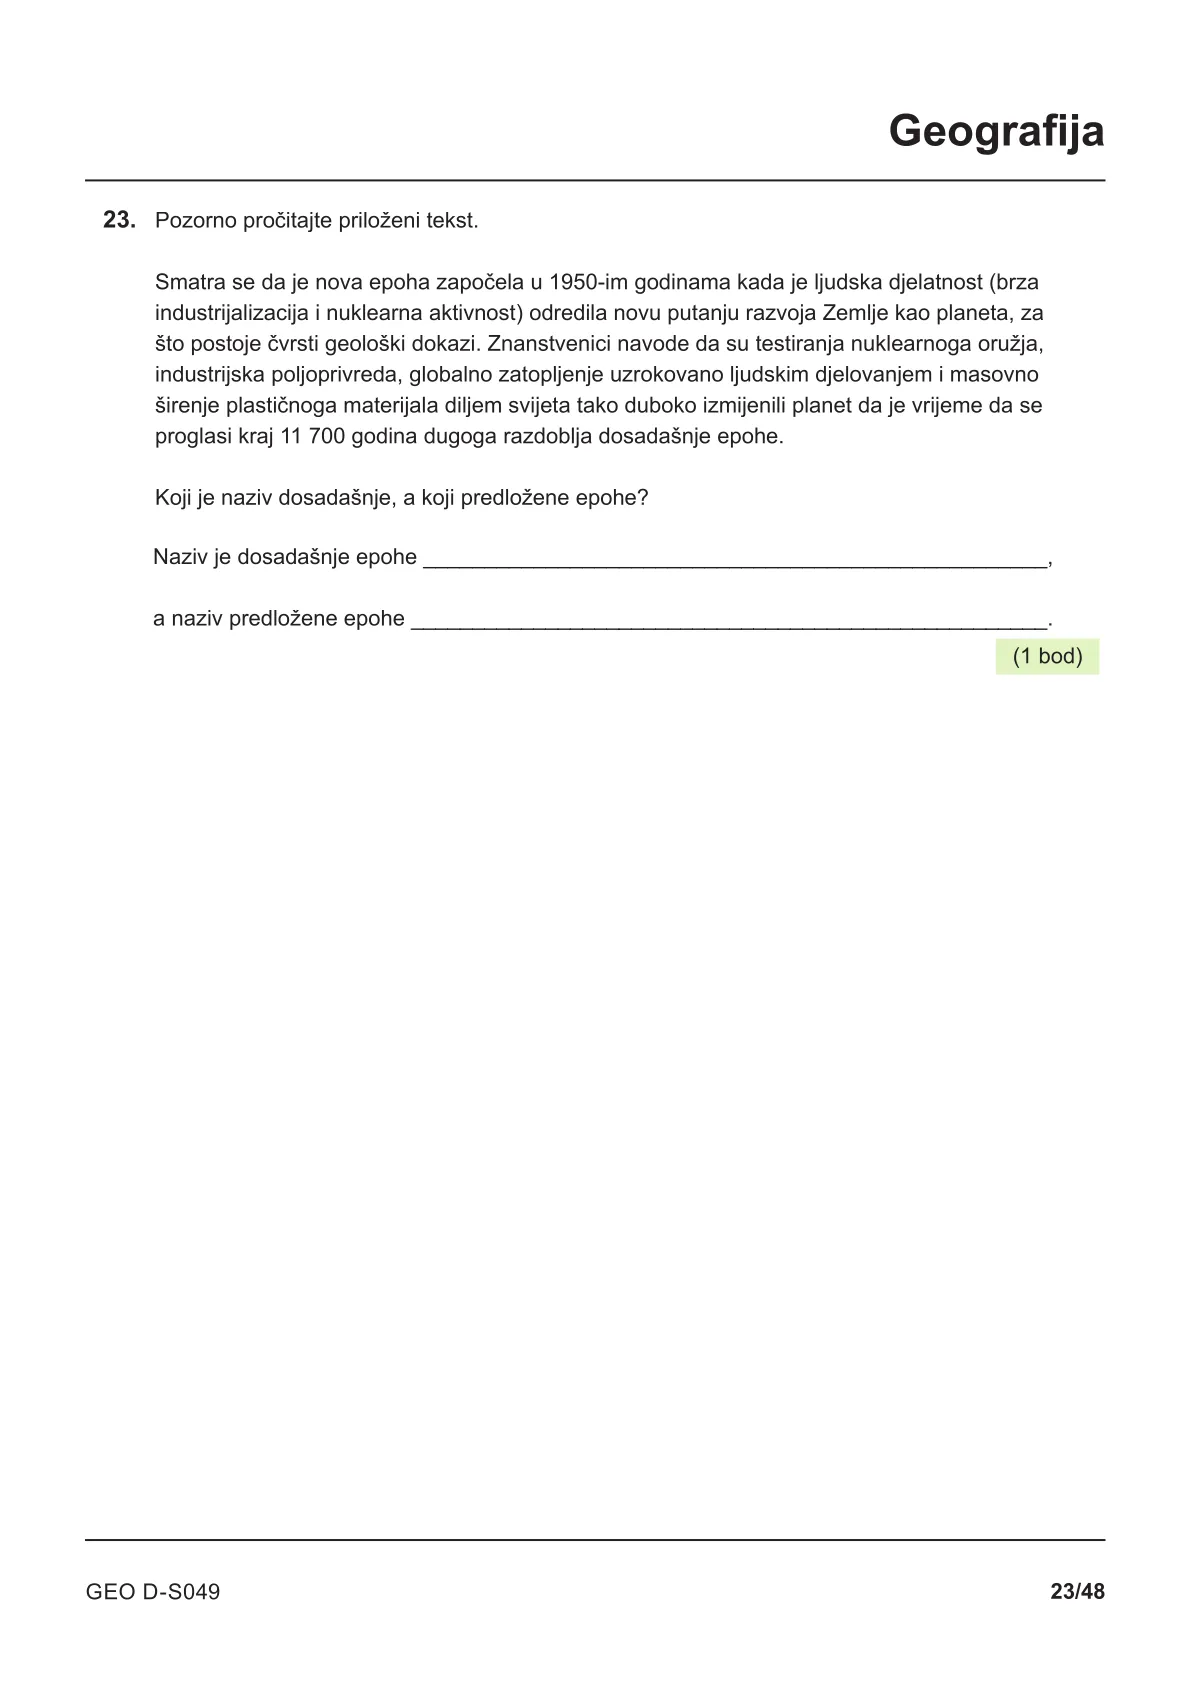 Geografija
23. Pozorno pročitajte priloženi tekst.
Smatra se da je nova epoha započela u 1950-im godinama kada je ljudska djelatnost (brza
industrijalizacija i nuklearna aktivnost) odredila novu putanju razvoja Zemlje kao planeta, za
što postoje čvrsti geološki dokazi. Znanstvenici navode da su testiranja nuklearnoga oružja,
industrijska poljoprivreda, globalno zatopljenje uzrokovano ljudskim djelovanjem i masovno
širenje plastičnoga materijala diljem svijeta tako duboko izmijenili planet da je vrijeme da se
proglasi kraj 11 700 godina dugoga razdoblja dosadašnje epohe.
Koji je naziv dosadašnje, a koji predložene epohe?
Naziv je dosadašnje epohe ___________________________________________________,
a naziv predložene epohe ____________________________________________________.
(1 bod)
GEO D-S049
23/48